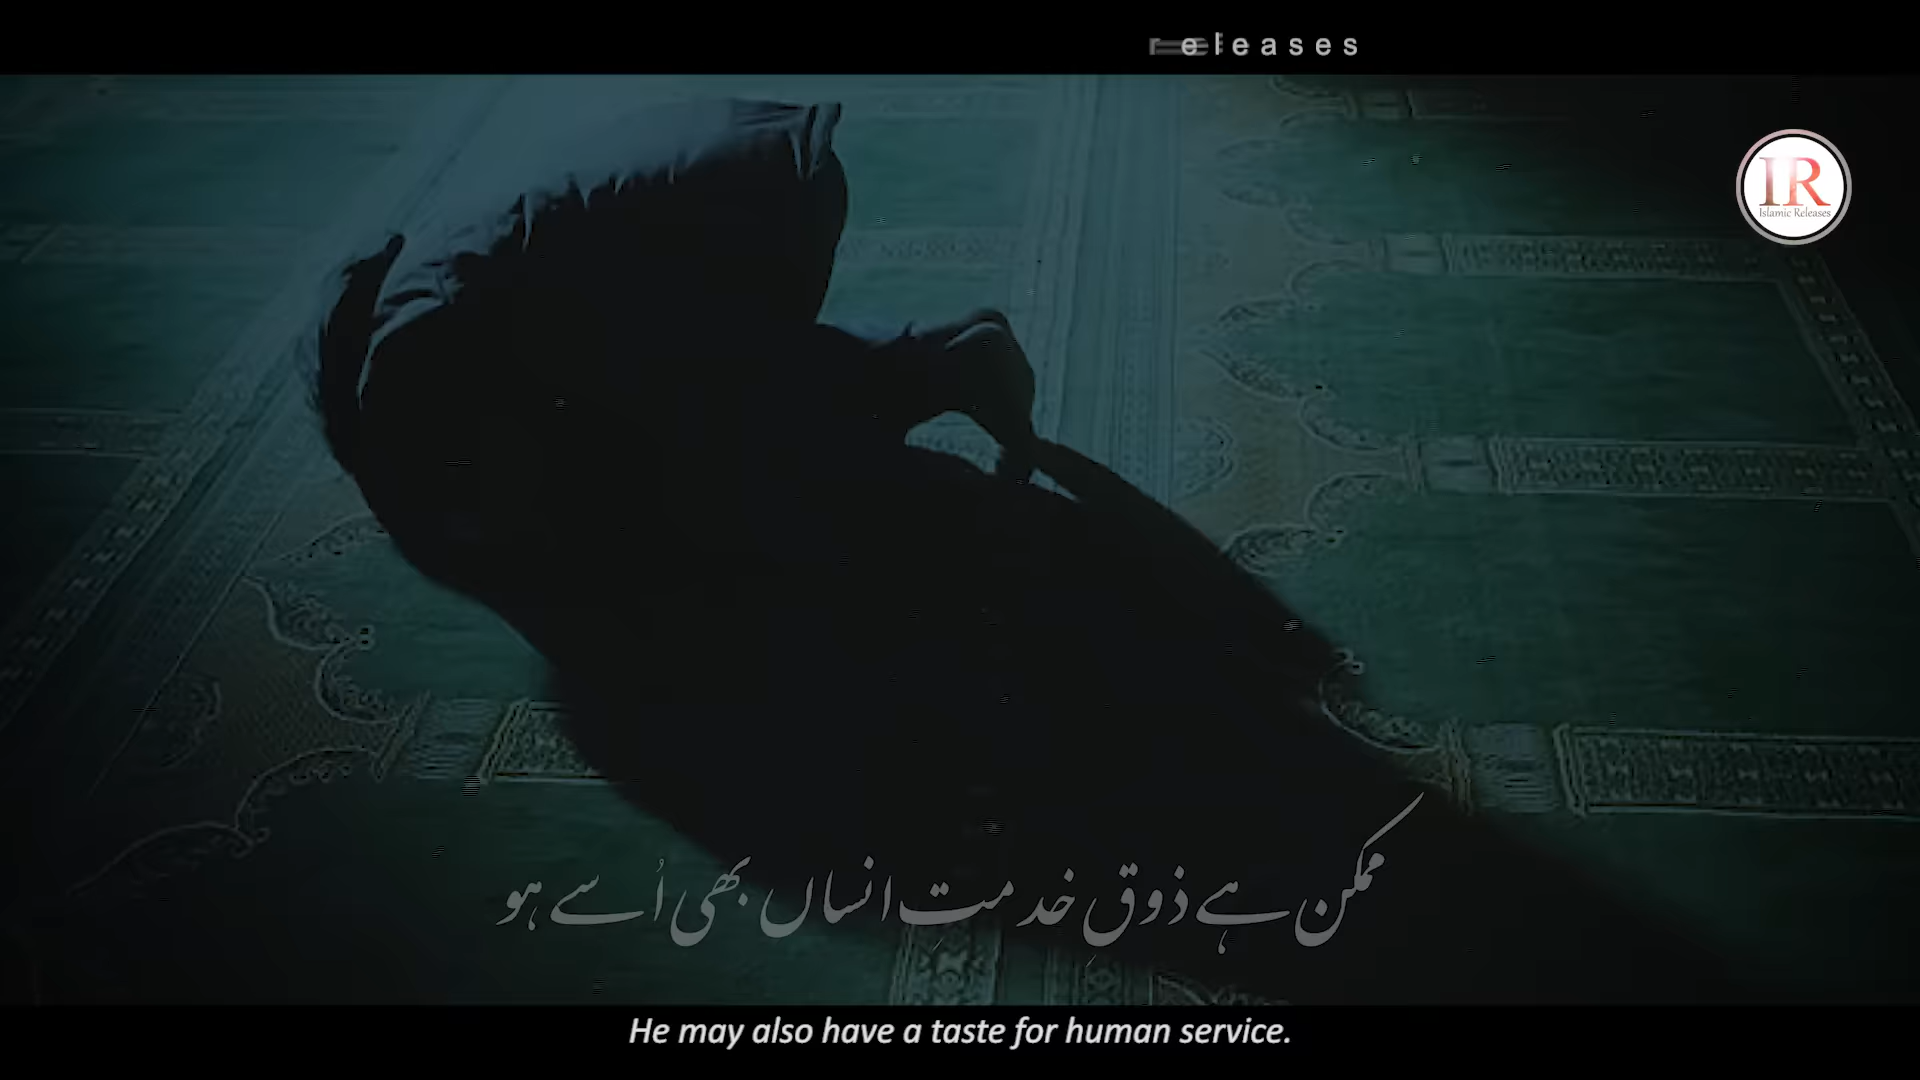 releases
IR
Islamic Releases
ممکن ہے ذوقِ خدمتِ انساں بھی اُسے ہو
He may also have a taste for human service.